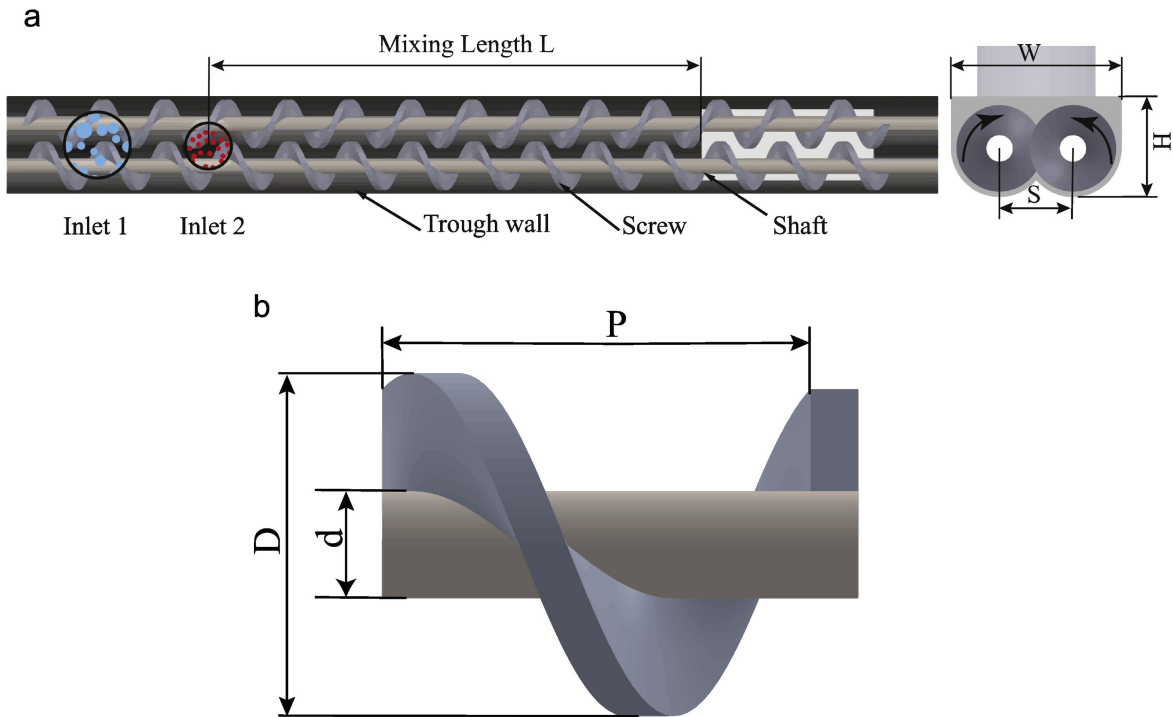 a
Mixing Length L
W
H
S
Inlet 1
Inlet 2
Trough wall
Screw
Shaft
b
P
D
d